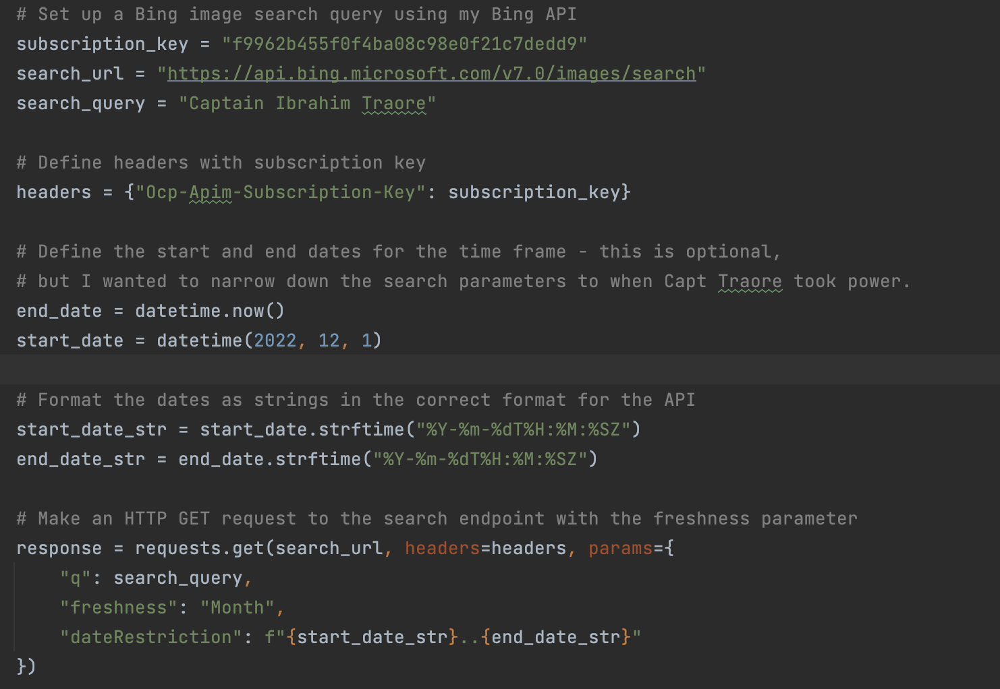 # Set up a Bing image search query using my Bing API
subscription_key = "f9962b455f0f4ba08c98e0f21c7dedd9"
search_url = "https://api.bing.microsoft.com/v7.0/images/search"
search_query = "Captain Ibrahim Traore"
# Define headers with subscription key
headers = {"Ocp-Apim-Subscription-Key": subscription_key}
# Define the start and end dates for the time frame - this is optional,
# but I wanted to narrow down the search parameters to when Capt Traore took power.
end_date = datetime.now()
start_date = datetime(2022, 12, 1)
# Format the dates as strings in the correct format for the API
start_date_str = start_date.strftime("%Y-%m-%dT%H:%M:%SZ")
end_date_str = end_date.strftime("%Y-%m-%dT%H:%M:%SZ")
# Make an HTTP GET request to the search endpoint with the freshness parameter
response = requests.get(search_url, headers=headers, params={
    "q": search_query,
    "freshness": "Month",
    "dateRestriction": f"{start_date_str}..{end_date_str}"
})